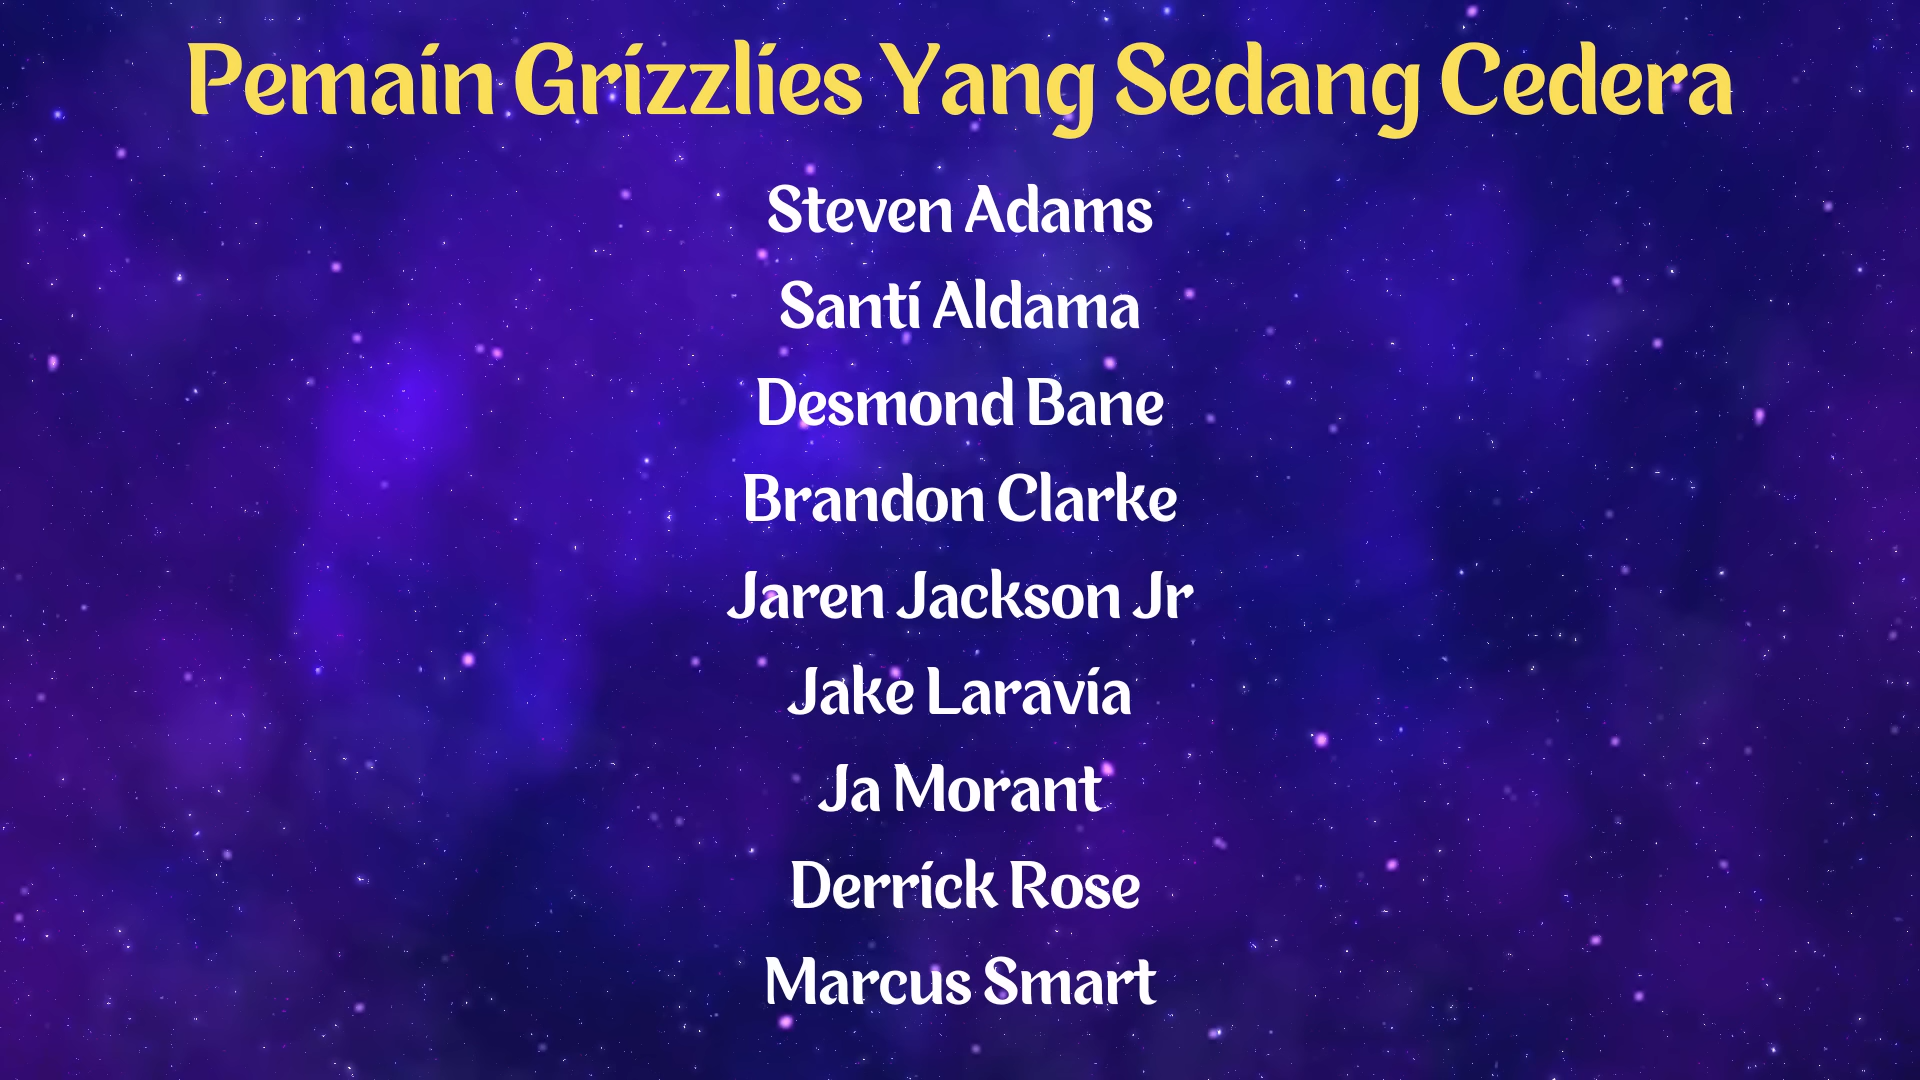 Pemain Grizzlies Yang Sedang Cedera
Steven Adams
Santi Aldama
Desmond Bane
Brandon Clarke
Jaren Jackson Jr
Jake Laravia
Ja Morant
Derrick Rose
Marcus Smart